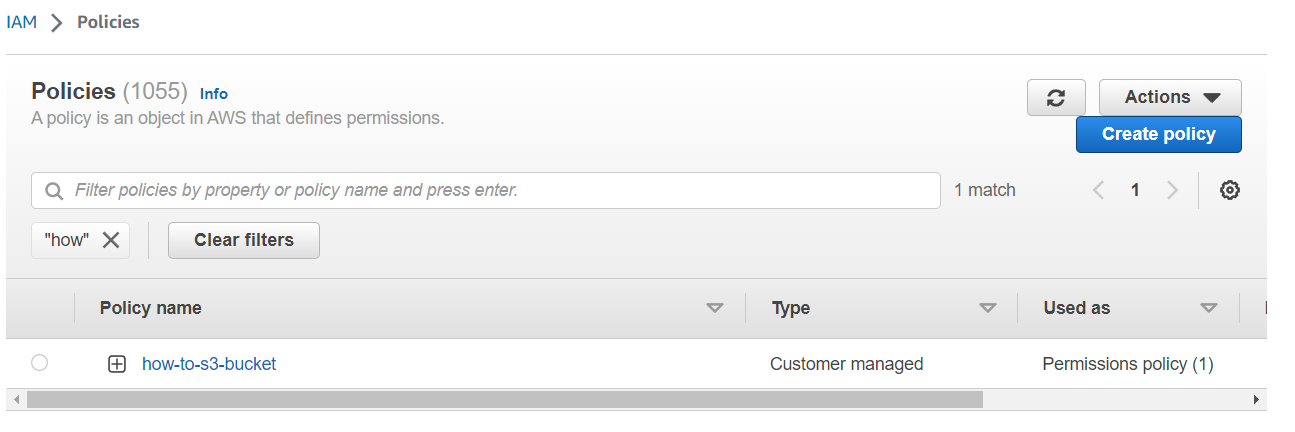 IAM > Policies
Policies (1055) Info
A policy is an object in AWS that defines permissions.
Actions
Create policy
Filter policies by property or policy name and press enter.
1 match
1
"how"
Clear filters
Policy name Type Used as
how-to-s3-bucket Customer managed Permissions policy (1)